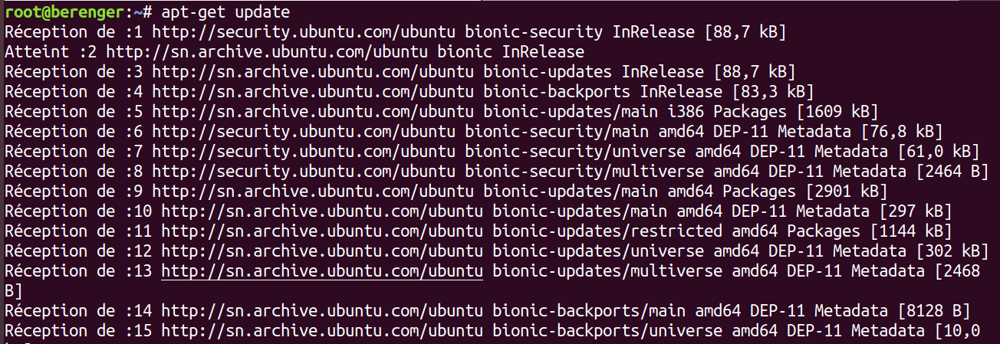 root@berenger:~# apt-get update
Réception de :1 http://security.ubuntu.com/ubuntu bionic-security InRelease [88,7 kB]
Atteint :2 http://sn.archive.ubuntu.com/ubuntu bionic InRelease
Réception de :3 http://sn.archive.ubuntu.com/ubuntu bionic-updates InRelease [88,7 kB]
Réception de :4 http://sn.archive.ubuntu.com/ubuntu bionic-backports InRelease [83,3 kB]
Réception de :5 http://sn.archive.ubuntu.com/ubuntu bionic-updates/main i386 Packages [1609 kB]
Réception de :6 http://security.ubuntu.com/ubuntu bionic-security/main amd64 DEP-11 Metadata [76,8 kB]
Réception de :7 http://security.ubuntu.com/ubuntu bionic-security/universe amd64 DEP-11 Metadata [61,0 kB]
Réception de :8 http://security.ubuntu.com/ubuntu bionic-security/multiverse amd64 DEP-11 Metadata [2464 B]
Réception de :9 http://sn.archive.ubuntu.com/ubuntu bionic-updates/main amd64 Packages [2901 kB]
Réception de :10 http://sn.archive.ubuntu.com/ubuntu bionic-updates/main amd64 DEP-11 Metadata [297 kB]
Réception de :11 http://sn.archive.ubuntu.com/ubuntu bionic-updates/restricted amd64 Packages [1144 kB]
Réception de :12 http://sn.archive.ubuntu.com/ubuntu bionic-updates/universe amd64 DEP-11 Metadata [302 kB]
Réception de :13 http://sn.archive.ubuntu.com/ubuntu bionic-updates/multiverse amd64 DEP-11 Metadata [2468
B]
Réception de :14 http://sn.archive.ubuntu.com/ubuntu bionic-backports/main amd64 DEP-11 Metadata [8128 B]
Réception de :15 http://sn.archive.ubuntu.com/ubuntu bionic-backports/universe amd64 DEP-11 Metadata [10,0